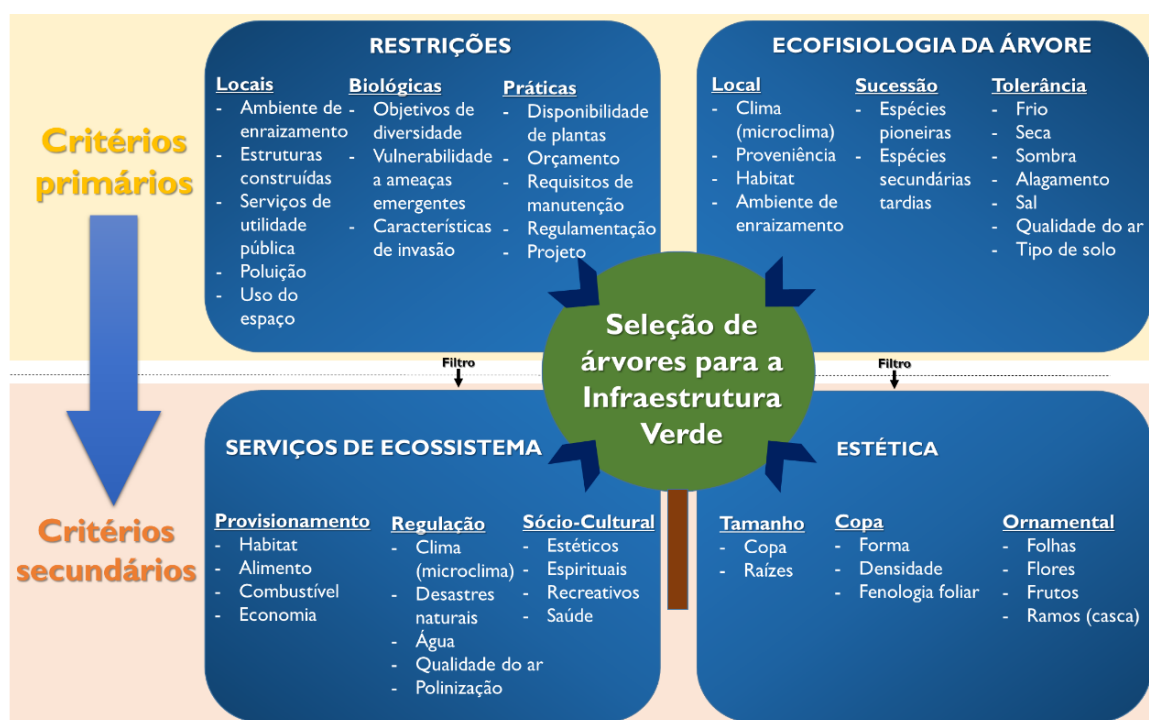 RESTRIÇÕES
Locais
- Ambiente de
enraizamento
- Estruturas
construídas
- Serviços de
utilidade
pública
- Poluição
- Uso do
espaço
Biológicas
- Objetivos de
diversidade
- Vulnerabilidade
a ameaças
emergentes
- Características
de invasão
Práticas
- Disponibilidade
de plantas
- Orçamento
- Requisitos de
manutenção
- Regulamentação
- Projeto
ECOFISIOLOGIA DA ÁRVORE
Local
- Clima
(microclima)
- Proveniência
- Habitat
- Ambiente de
enraizamento
Sucessão
- Espécies
pioneiras
- Espécies
secundárias
tardias
Tolerância
- Frio
- Seca
- Sombra
- Alagamento
- Sal
- Qualidade do ar
- Tipo de solo
Critérios
primários
Seleção de
árvores para a
Infraestrutura
Verde
Filtro
Filtro
Critérios
secundários
SERVIÇOS DE ECOSSISTEMA
Provisionamento
- Habitat
- Alimento
- Combustível
- Economia
Regulação
- Clima
(microclima)
- Desastres
naturais
- Água
- Qualidade do ar
- Polinização
Sócio-Cultural
- Estéticos
- Espirituais
- Recreativos
- Saúde
ESTÉTICA
Tamanho
- Copa
- Raízes
Copa
- Forma
- Densidade
- Fenologia foliar
Ornamental
- Folhas
- Flores
- Frutos
- Ramos (casca)